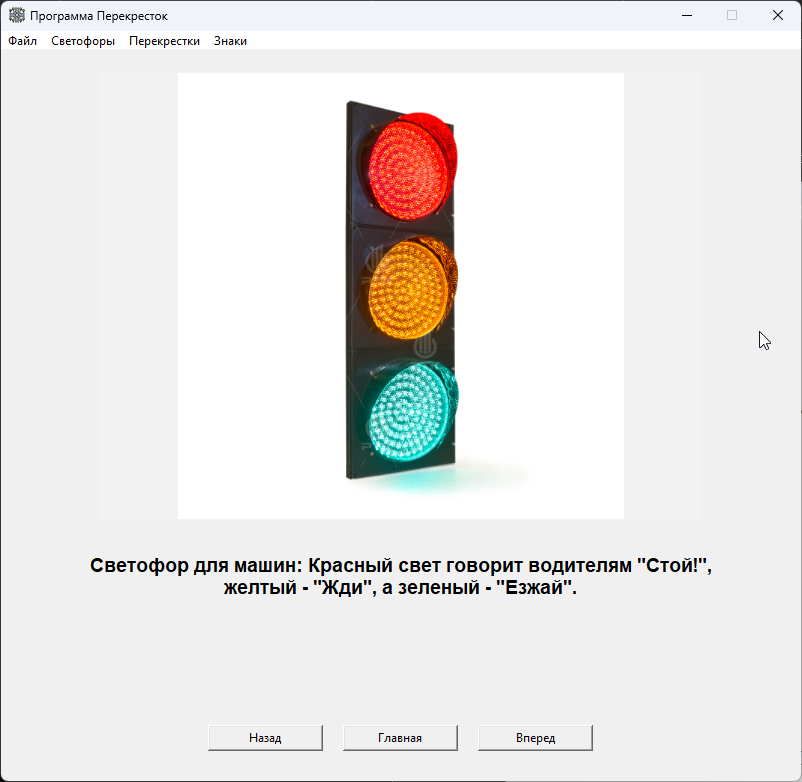 Программа Перекресток
Файл Светофоры Перекрестки Знаки
Светофор для машин: Красный свет говорит водителям "Стой!",
желтый - "Жди", а зеленый - "Езжай".
Назад Главная Вперед